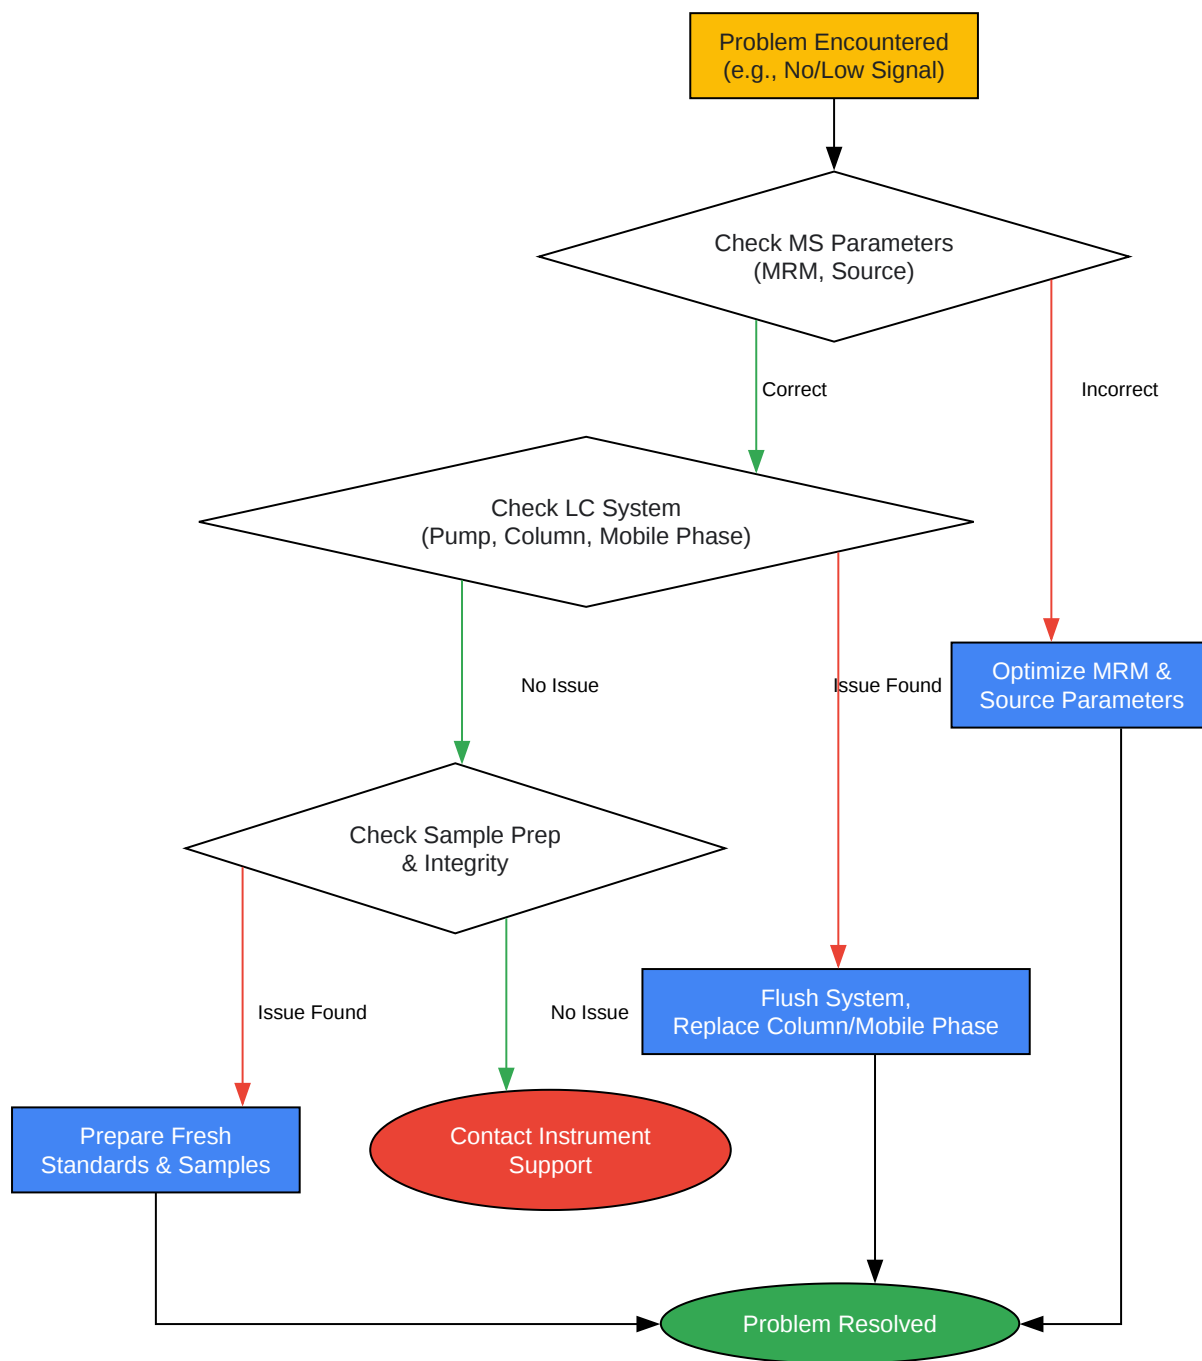 Problem Encountered
(e.g., No/Low Signal)
Check MS Parameters
(MRM, Source)
Correct
Incorrect
Check LC System
(Pump, Column, Mobile Phase)
No Issue
Issue Found
Optimize MRM &
Source Parameters
Check Sample Prep
& Integrity
Issue Found
No Issue
Flush System,
Replace Column/Mobile Phase
Prepare Fresh
Standards & Samples
Contact Instrument
Support
Problem Resolved